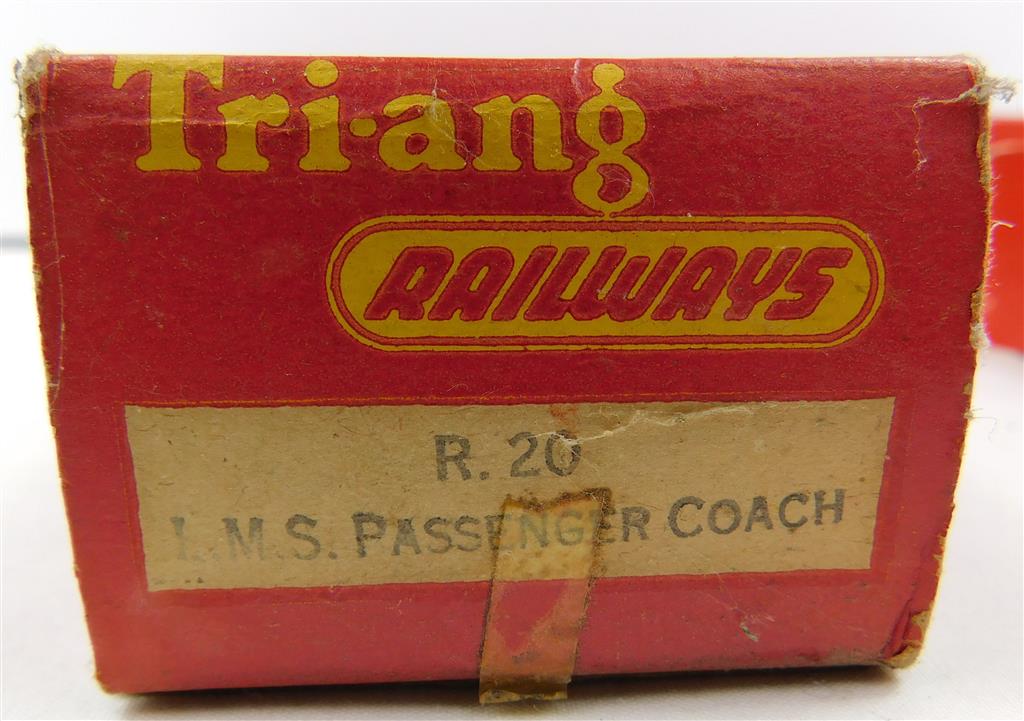 Tri-ang
RAILWAYS
R. 20
L.M.S. PASSENGER COACH